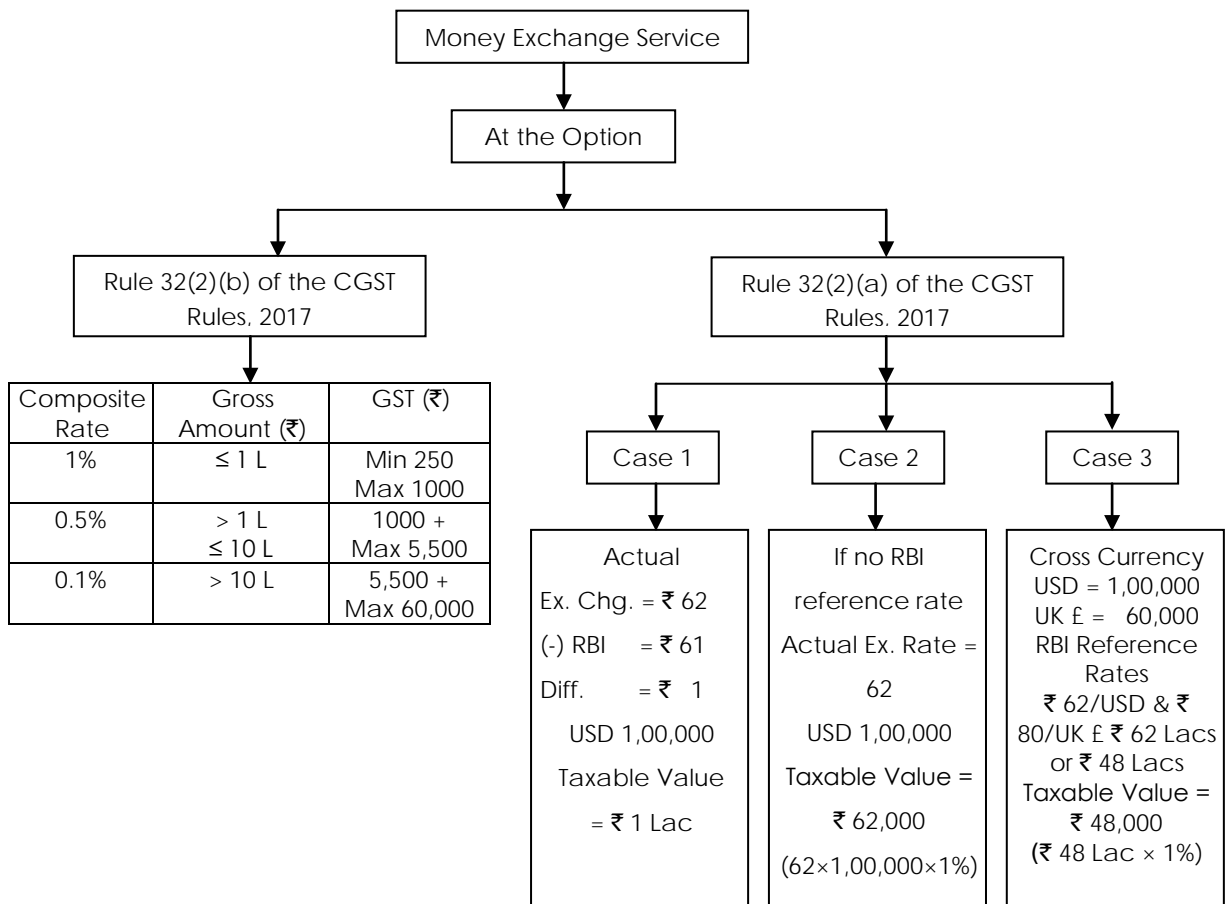 Money Exchange Service
At the Option
Rule 32(2)(b) of the CGST
Rules, 2017
Composite Rate | Gross Amount (₹) | GST (₹)
1% | ≤ 1 L | Min 250 Max 1000
0.5% | > 1 L ≤ 10 L | 1000 + Max 5,500
0.1% | > 10 L | 5,500 + Max 60,000
Rule 32(2)(a) of the CGST
Rules. 2017
Case 1
Actual
Ex. Chg. = ₹ 62
(-) RBI = ₹ 61
Diff. = ₹ 1
USD 1,00,000
Taxable Value
= ₹ 1 Lac
Case 2
If no RBI
reference rate
Actual Ex. Rate =
62
USD 1,00,000
Taxable Value =
₹ 62,000
(62×1,00,000×1%)
Case 3
Cross Currency
USD = 1,00,000
UK £ = 60,000
RBI Reference
Rates
₹ 62/USD & ₹
80/UK £ ₹ 62 Lacs
or ₹ 48 Lacs
Taxable Value =
₹ 48,000
(₹ 48 Lac × 1%)